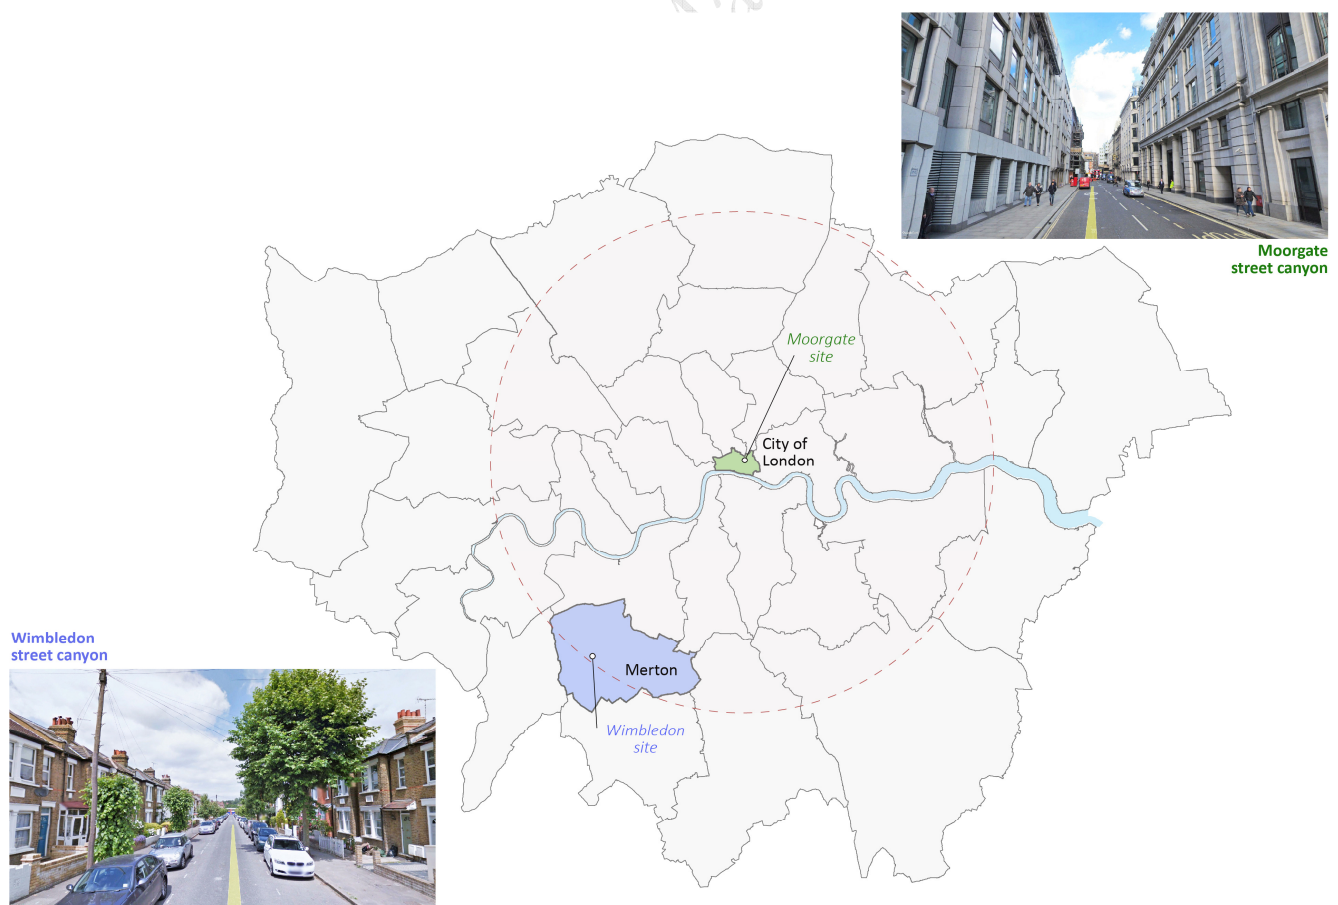 Moorgate
street canyon
Moorgate
site
City of
London
Wimbledon
street canyon
Merton
Wimbledon
site